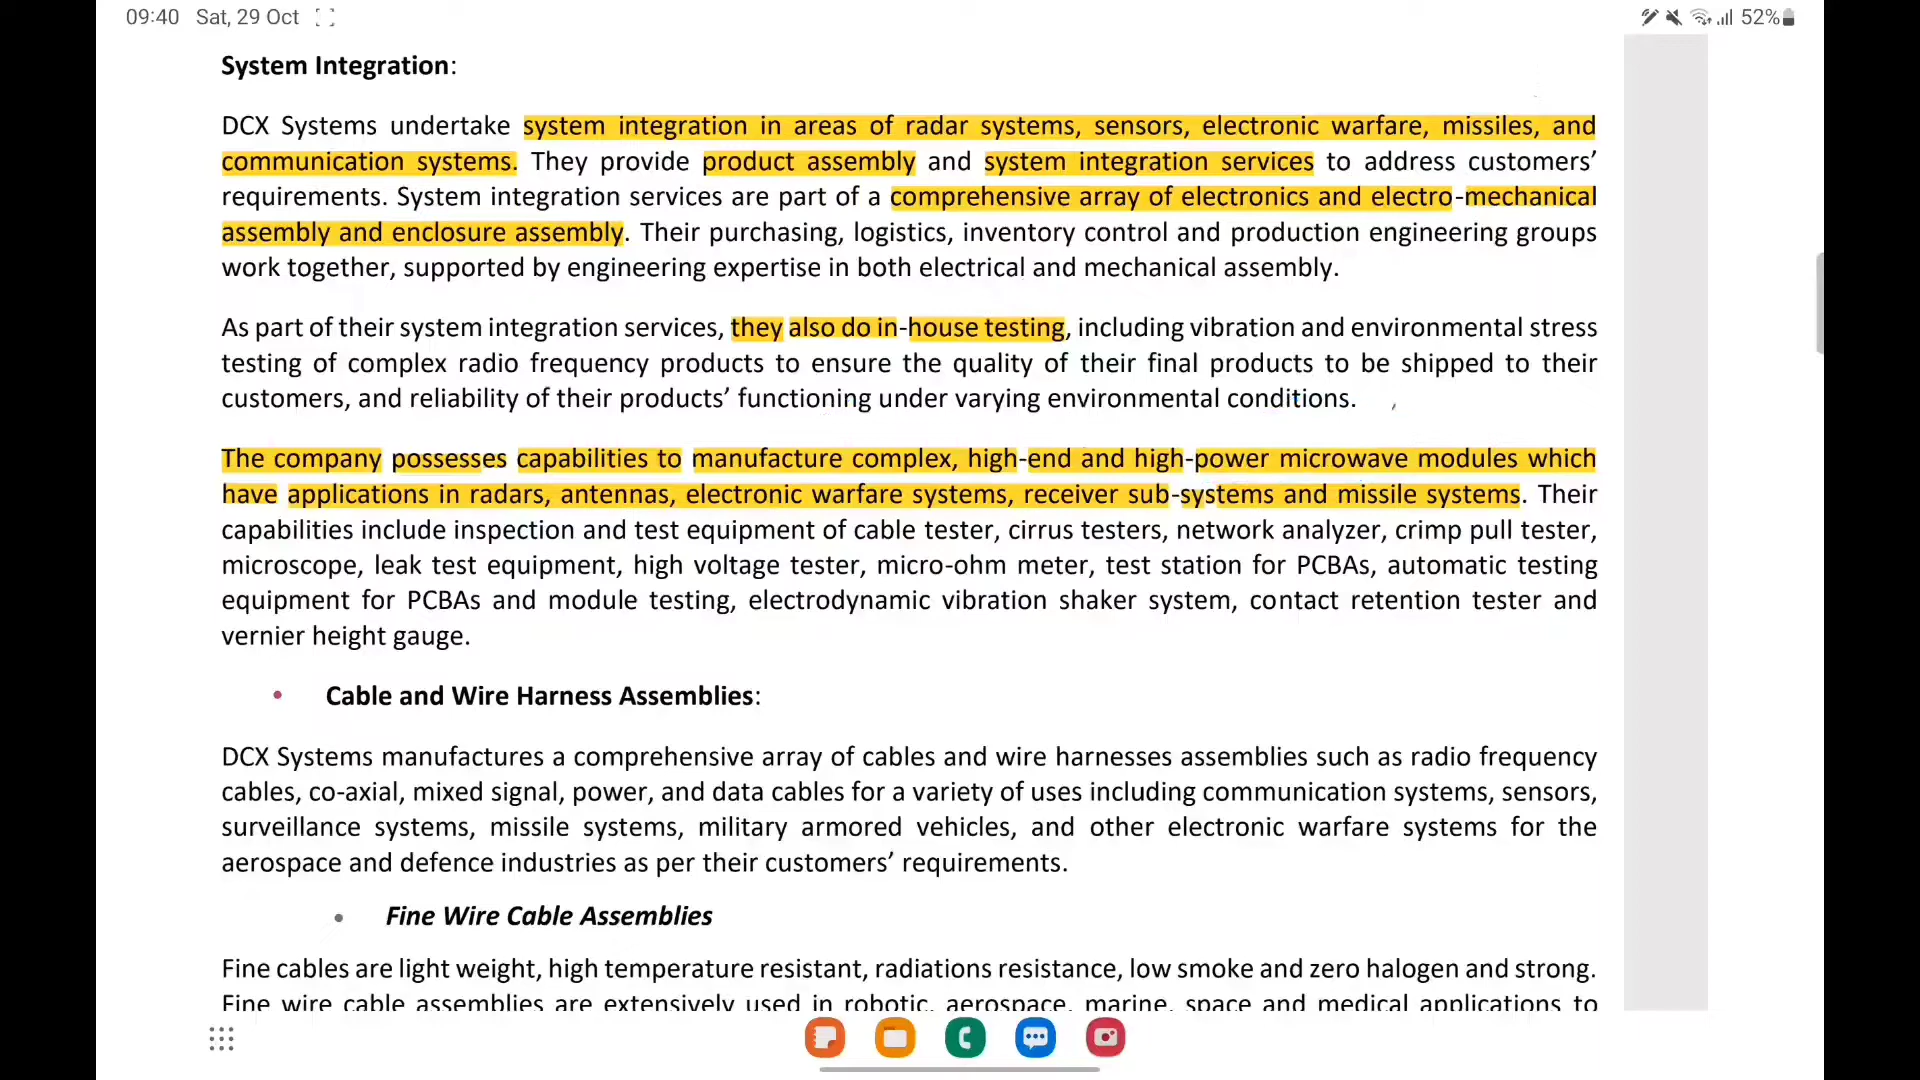 09:40 Sat, 29 Oct
52%
System Integration:
DCX Systems undertake system integration in areas of radar systems, sensors, electronic warfare, missiles, and
communication systems. They provide product assembly and system integration services to address customers’
requirements. System integration services are part of a comprehensive array of electronics and electro-mechanical
assembly and enclosure assembly. Their purchasing, logistics, inventory control and production engineering groups
work together, supported by engineering expertise in both electrical and mechanical assembly.
As part of their system integration services, they also do in-house testing, including vibration and environmental stress
testing of complex radio frequency products to ensure the quality of their final products to be shipped to their
customers, and reliability of their products’ functioning under varying environmental conditions.
The company possesses capabilities to manufacture complex, high-end and high-power microwave modules which
have applications in radars, antennas, electronic warfare systems, receiver sub-systems and missile systems. Their
capabilities include inspection and test equipment of cable tester, cirrus testers, network analyzer, crimp pull tester,
microscope, leak test equipment, high voltage tester, micro-ohm meter, test station for PCBAs, automatic testing
equipment for PCBAs and module testing, electrodynamic vibration shaker system, contact retention tester and
vernier height gauge.
• Cable and Wire Harness Assemblies:
DCX Systems manufactures a comprehensive array of cables and wire harnesses assemblies such as radio frequency
cables, co-axial, mixed signal, power, and data cables for a variety of uses including communication systems, sensors,
surveillance systems, missile systems, military armored vehicles, and other electronic warfare systems for the
aerospace and defence industries as per their customers’ requirements.
• Fine Wire Cable Assemblies
Fine cables are light weight, high temperature resistant, radiations resistance, low smoke and zero halogen and strong.
Fine wire cable assemblies are extensively used in robotic, aerospace, marine, space and medical applications to